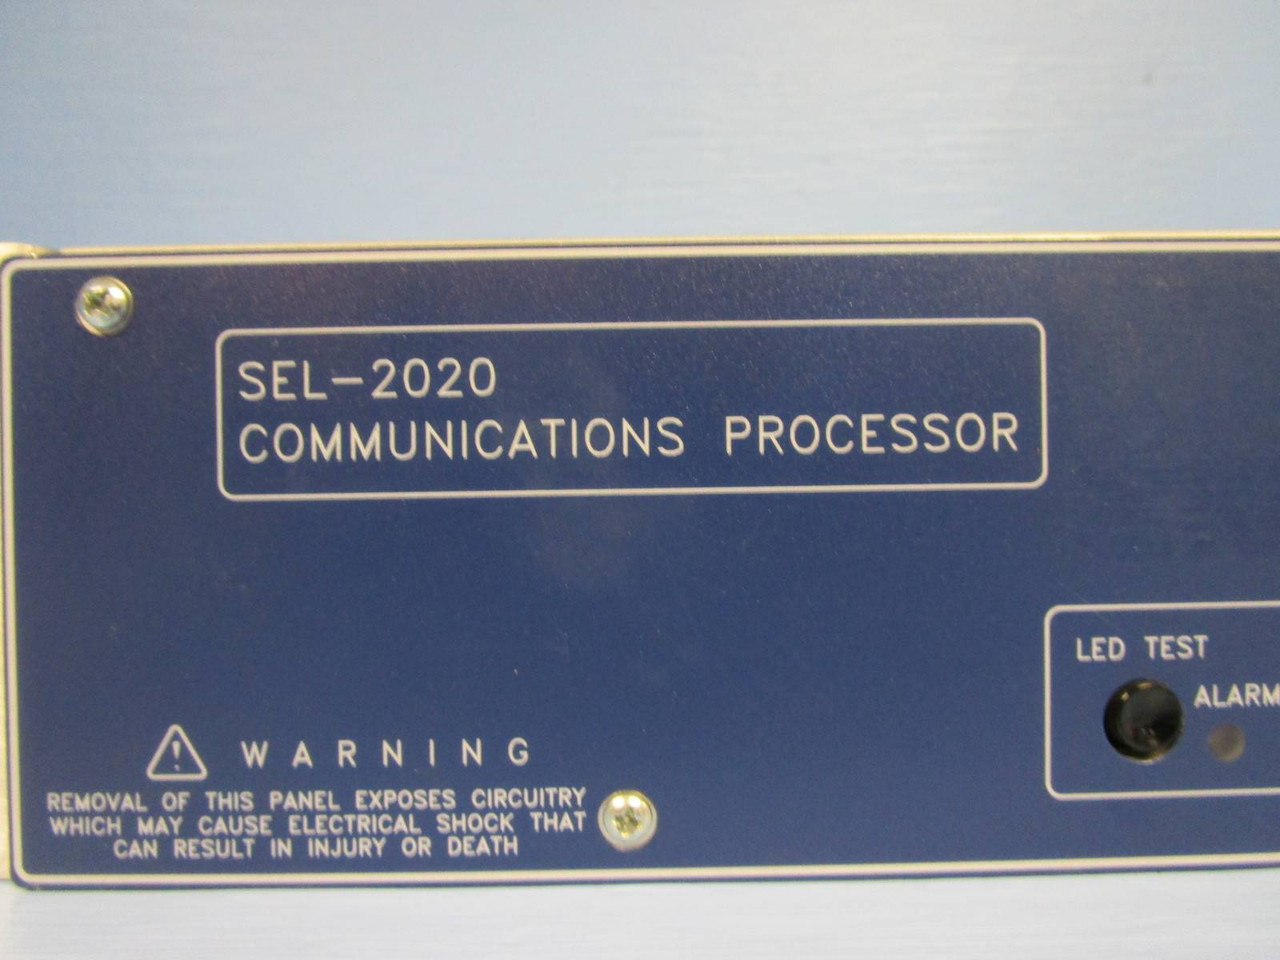 SEL-2020
COMMUNICATIONS PROCESSOR
LED TEST
ALARM
WARNING
REMOVAL OF THIS PANEL EXPOSES CIRCUITRY
WHICH MAY CAUSE ELECTRICAL SHOCK THAT
CAN RESULT IN INJURY OR DEATH